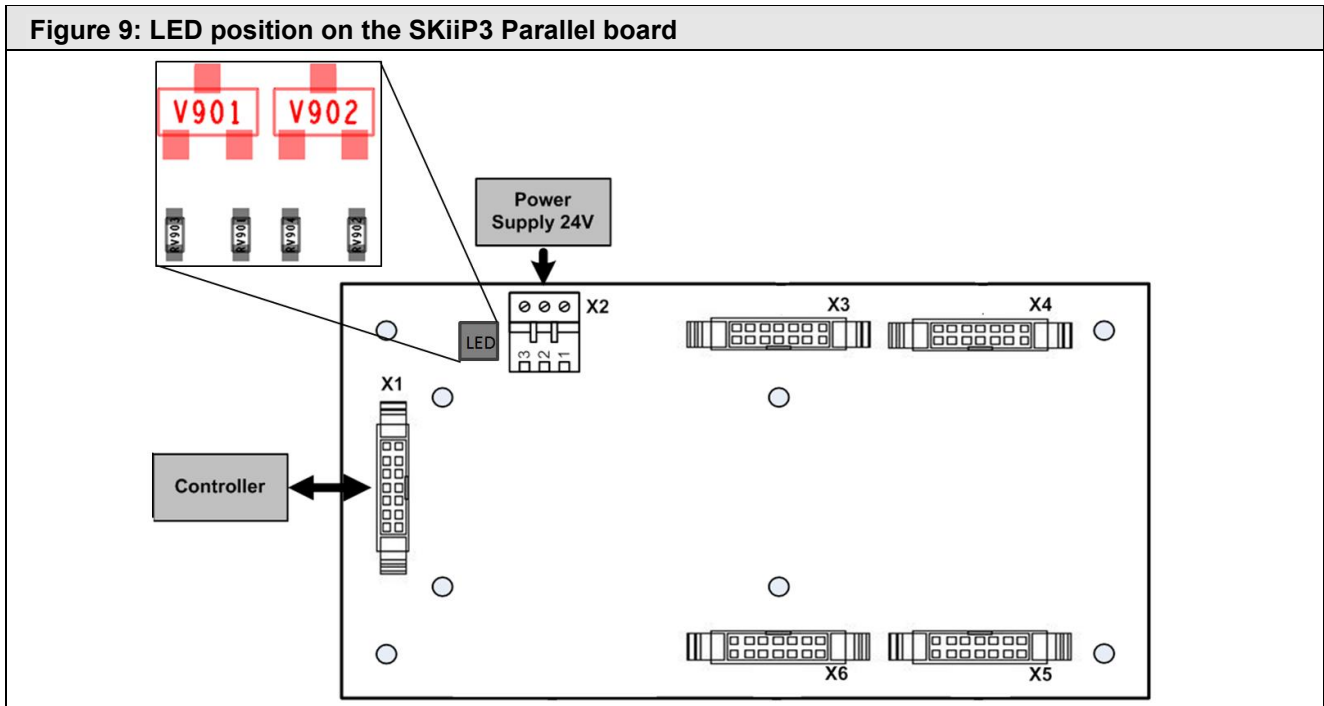 Figure 9: LED position on the SKiiP3 Parallel board
V901 V902
RV903 RV901 RV904 RV902
Power
Supply 24V
X2
X3
X4
LED
3 2 1
X1
Controller
X6
X5